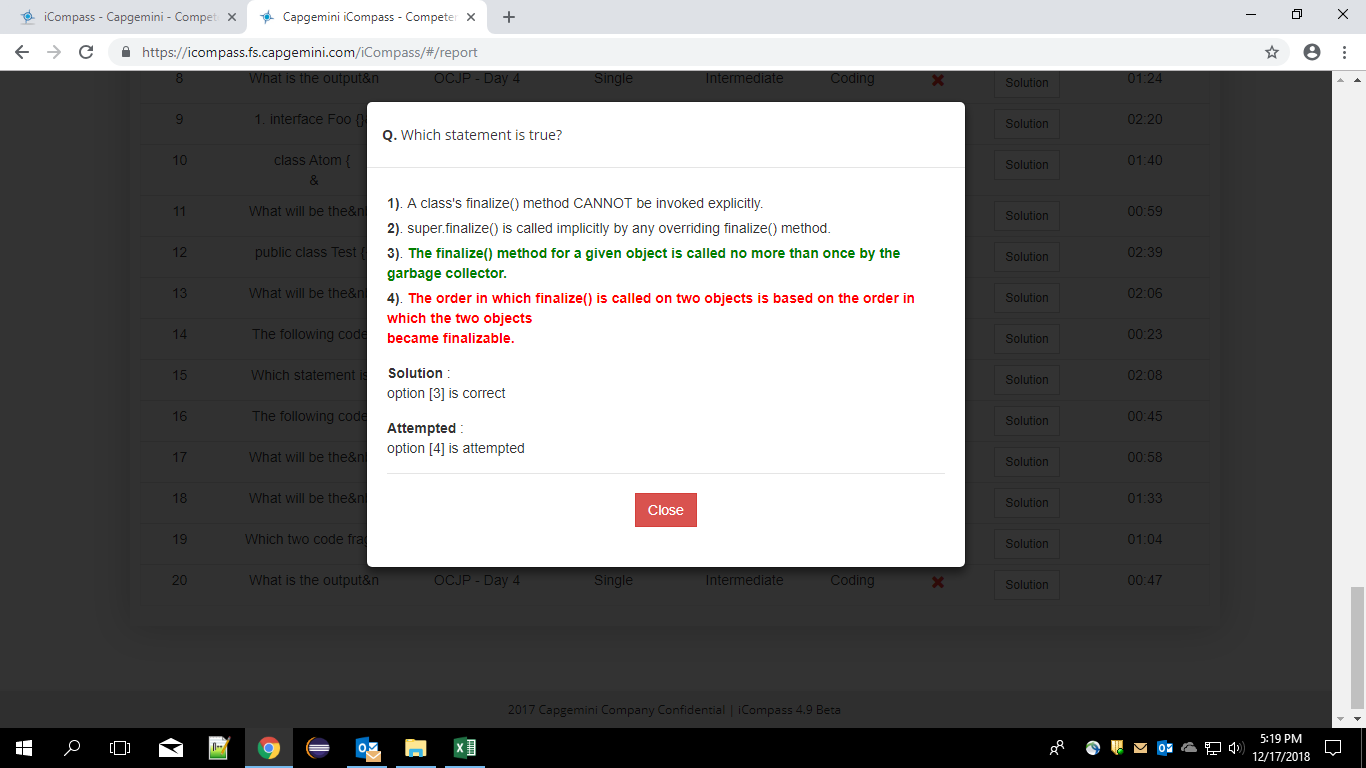 iCompass - Capgemini - Compet
Capgemini iCompass - Competen
https://icompass.fs.capgemini.com/iCompass/#/report
8 What is the output&n OCJP - Day 4 Single Intermediate Coding Solution 01:24
Q. Which statement is true?
9 1. interface Foo {} Solution 02:20
10 class Atom { Solution 01:40
&
1). A class's finalize() method CANNOT be invoked explicitly.
11 What will be the&n Solution 00:59
2). super.finalize() is called implicitly by any overriding finalize() method.
12 public class Test { Solution 02:39
3). The finalize() method for a given object is called no more than once by the
garbage collector.
13 What will be the&n Solution 02:06
4). The order in which finalize() is called on two objects is based on the order in
which the two objects
became finalizable.
14 The following code Solution 00:23
15 Which statement is Solution 02:08
Solution :
option [3] is correct
16 The following code Solution 00:45
Attempted :
option [4] is attempted
17 What will be the&n Solution 00:58
18 What will be the&n Solution 01:33
Close
19 Which two code fra Solution 01:04
20 What is the output&n OCJP - Day 4 Single Intermediate Coding Solution 00:47
2017 Capgemini Company Confidential | iCompass 4.9 Beta
5:19 PM
12/17/2018